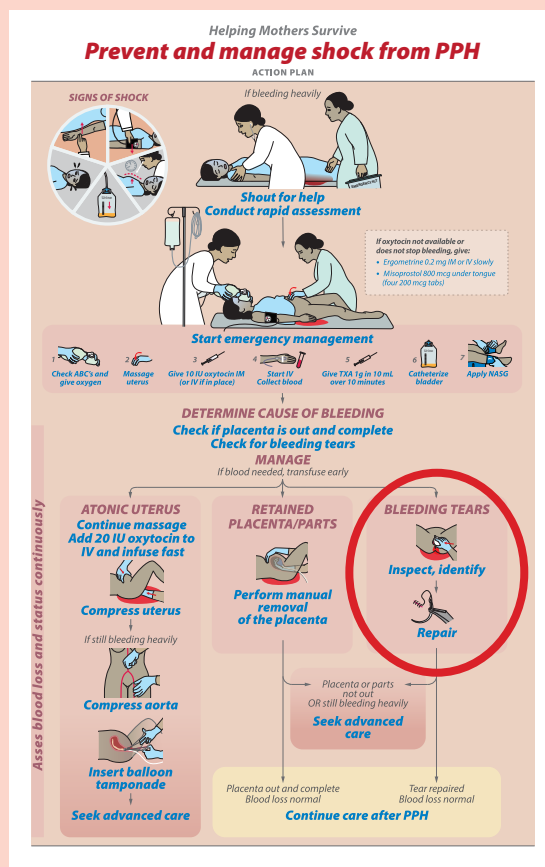 Helping Mothers Survive
Prevent and manage shock from PPH
ACTION PLAN
SIGNS OF SHOCK
If bleeding heavily
Shout for help
Conduct rapid assessment
If oxytocin not available or
does not stop bleeding, give:
• Ergometrine 0.2 mg IM or IV slowly
• Misoprostol 800 mcg under tongue
(four 200 mcg tabs)
Start emergency management
1
Check ABC's and
give oxygen
2
Massage
uterus
3
Give 10 IU oxytocin IM
(or IV if in place)
4
Start IV
Collect blood
5
Give TXA 1g in 10 mL
over 10 minutes
6
Catheterize
bladder
7
Apply NASG
DETERMINE CAUSE OF BLEEDING
Check if placenta is out and complete
Check for bleeding tears
MANAGE
If blood needed, transfuse early
Asses blood loss and status continuously
ATONIC UTERUS
Continue massage
Add 20 IU oxytocin to
IV and infuse fast
Compress uterus
If still bleeding heavily
Compress aorta
Insert balloon
tamponade
Seek advanced care
RETAINED
PLACENTA/PARTS
Perform manual
removal
of the placenta
BLEEDING TEARS
Inspect, identify
Repair
Placenta or parts
not out
OR still bleeding heavily
Seek advanced
care
Placenta out and complete
Blood loss normal
Tear repaired
Blood loss normal
Continue care after PPH